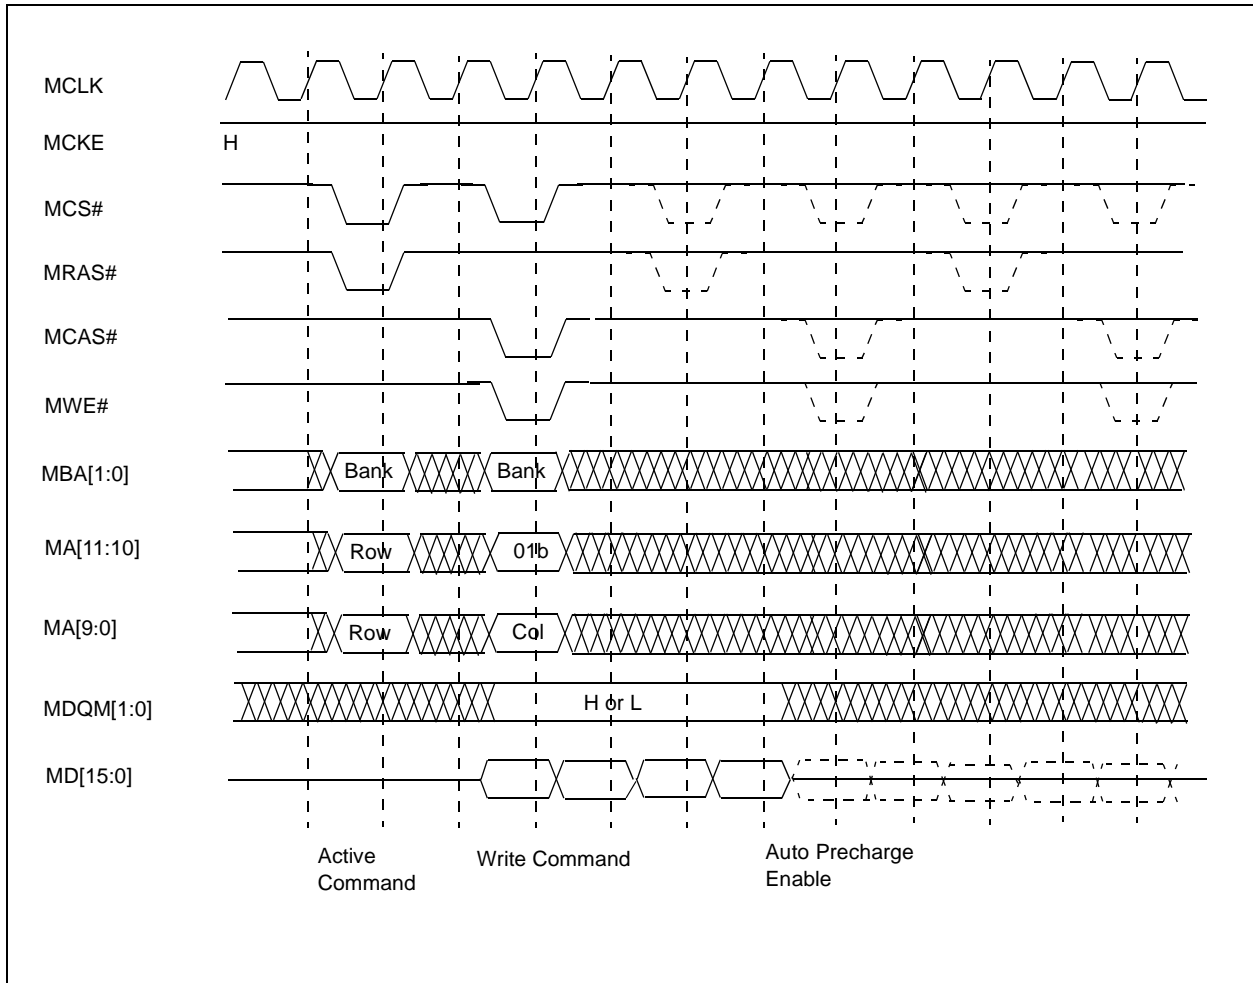 MCLK
MCKE
H
MCS#
MRAS#
MCAS#
MWE#
MBA[1:0]
Bank
Bank
MA[11:10]
Row
01b
MA[9:0]
Row
Col
MDQM[1:0]
H or L
MD[15:0]
Active
Command
Write Command
Auto Precharge
Enable